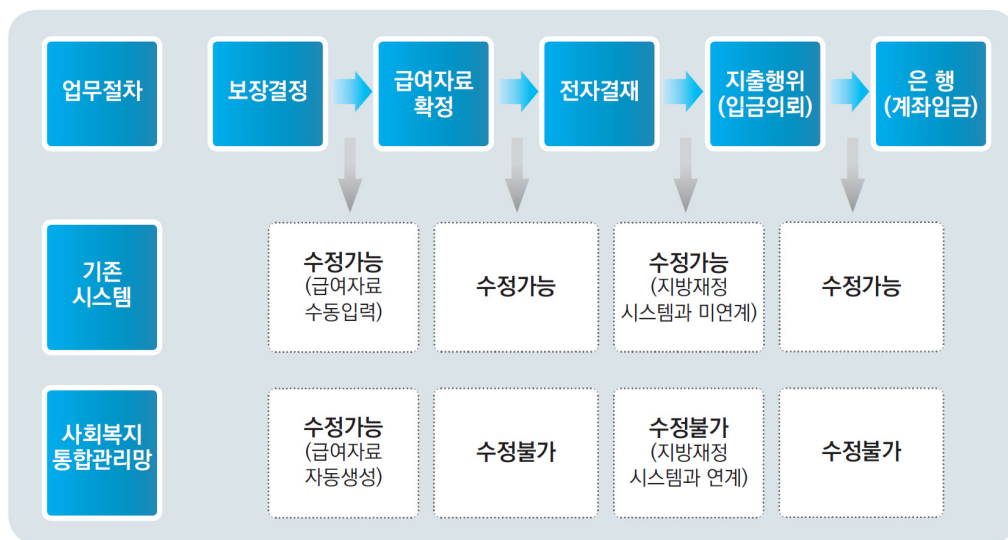 업무절차
보장결정
급여자료
확정
전자결재
지출행위
(입금의뢰)
은 행
(계좌입금)
기존
시스템
수정가능
(급여자료
수동입력)
수정가능
수정가능
(지방재정
시스템과 미연계)
수정가능
사회복지
통합관리망
수정가능
(급여자료
자동생성)
수정불가
수정불가
(지방재정
시스템과 연계)
수정불가